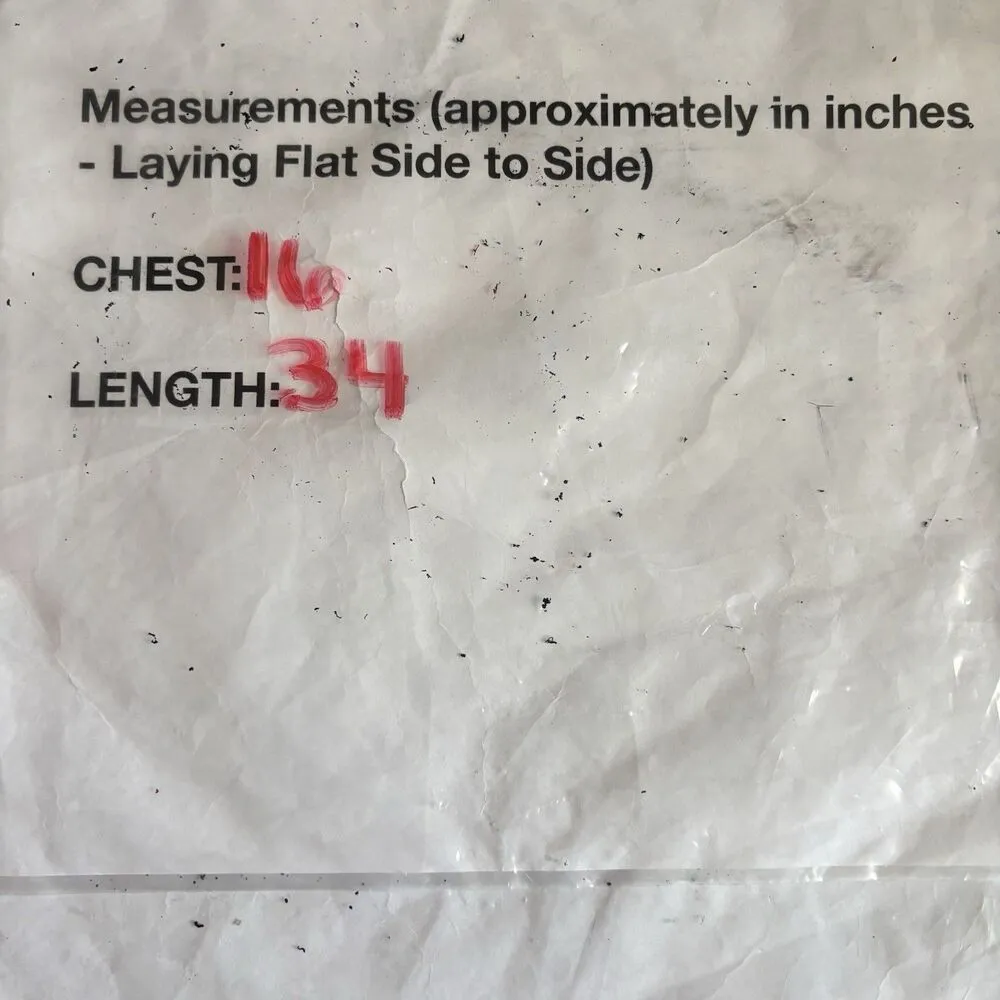 Measurements (approximately in inches
- Laying Flat Side to Side)
CHEST: 16
LENGTH: 34